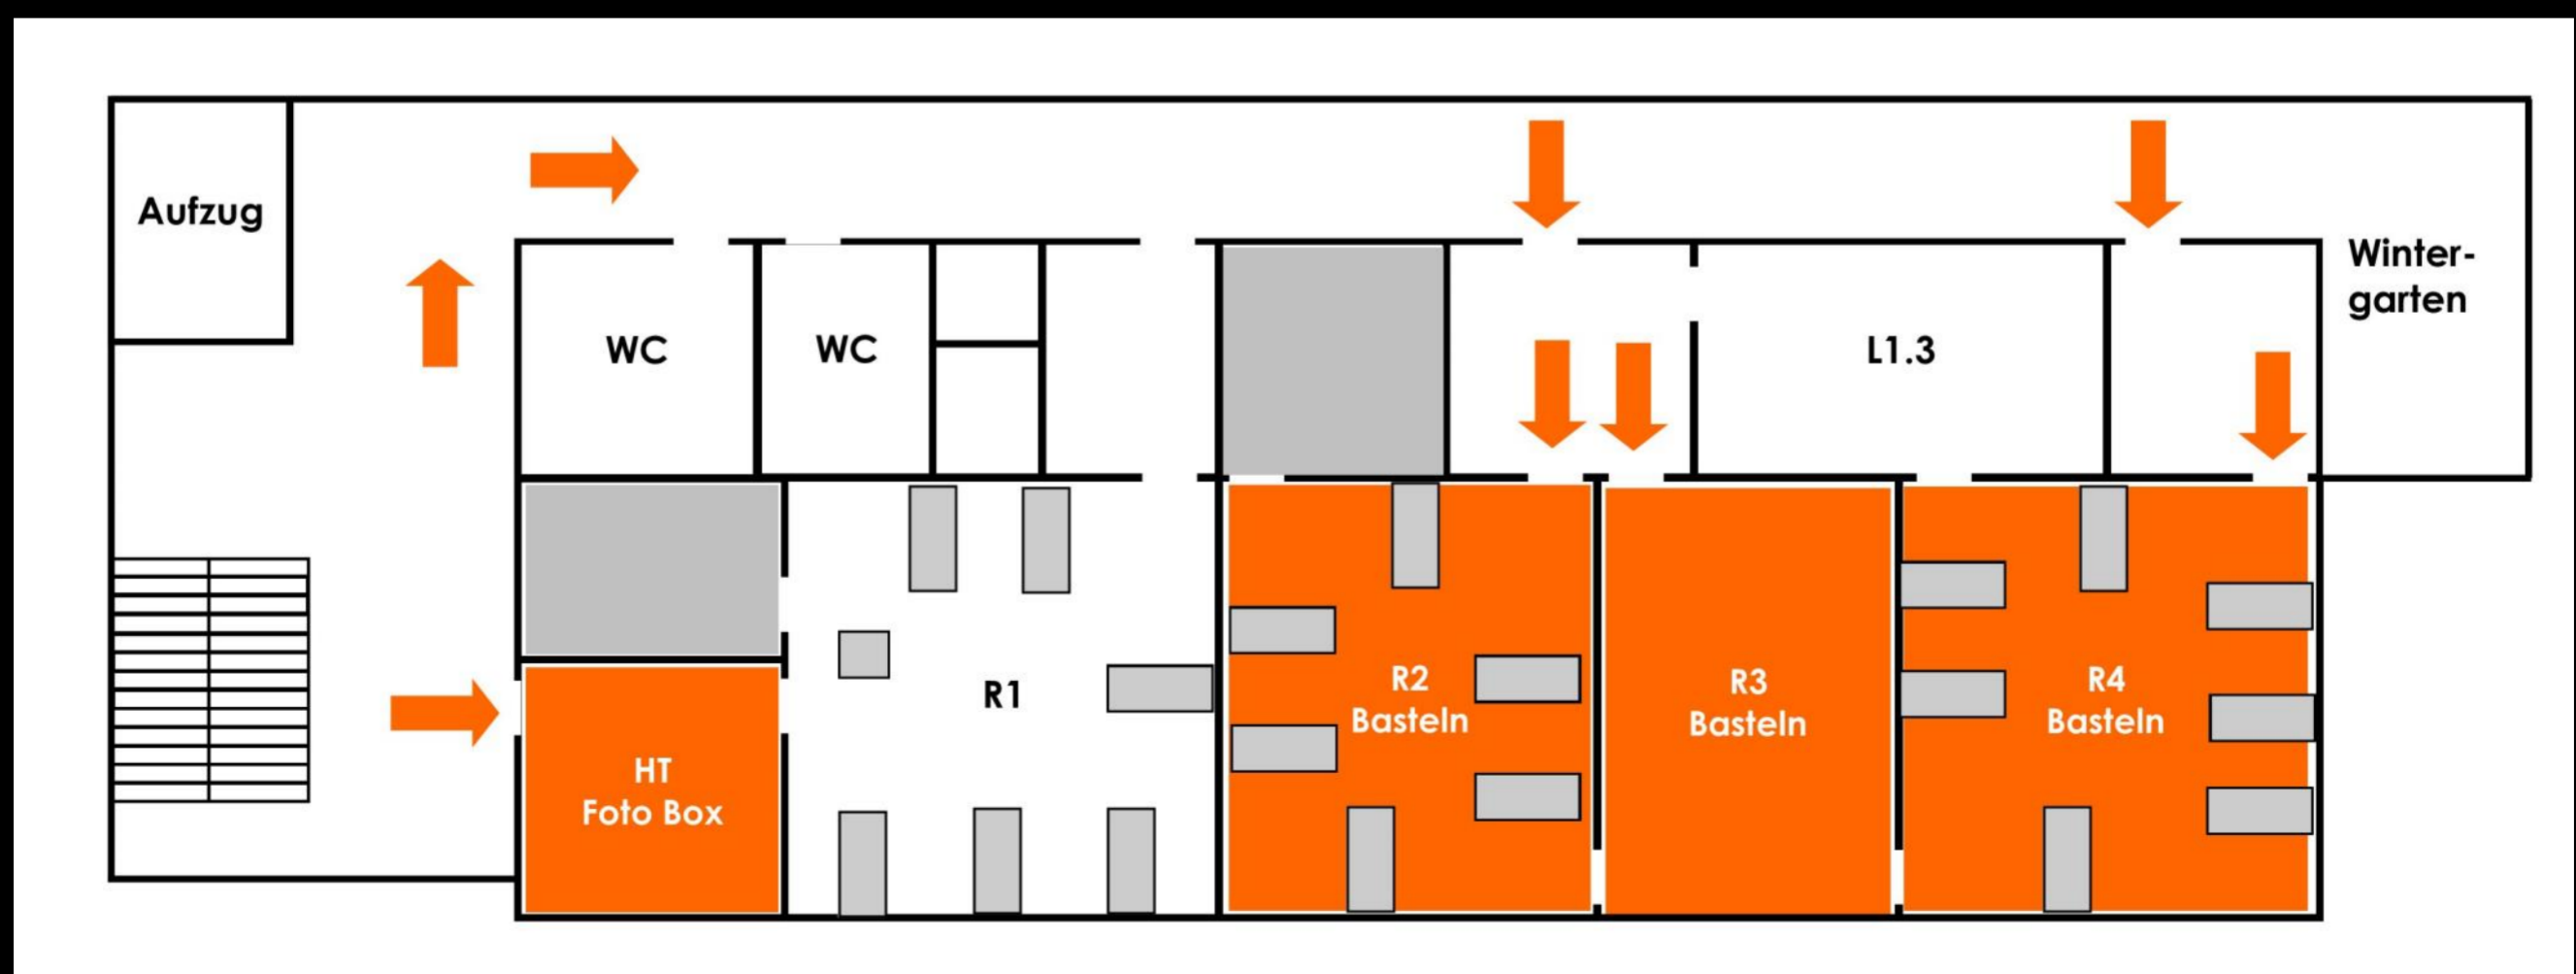 Aufzug
Winter-
garten
WC
WC
L1.3
R1
R2
Basteln
R3
Basteln
R4
Basteln
HT
Foto Box